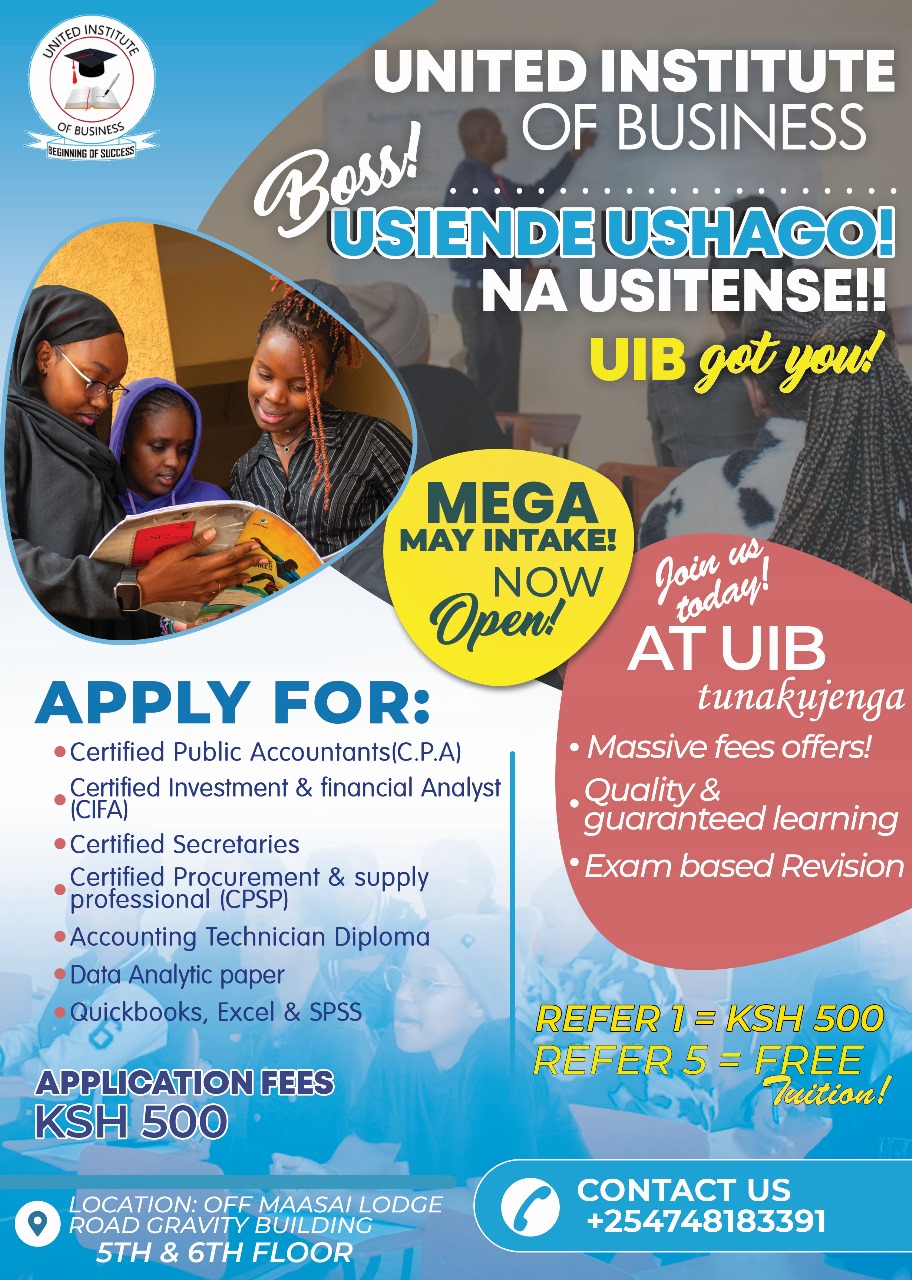 UNITED INSTITUTE
OF BUSINESS
BEGINNING OF SUCCESS
UNITED INSTITUTE
OF BUSINESS
Boss!
USIENDE USHAGO!
NA USITENSE!!
UIB got you!
MEGA
MAY INTAKE!
NOW
Open!
Join us
today!
AT UIB
tunakujenga
• Massive fees offers!
• Quality &
guaranteed learning
• Exam based Revision
APPLY FOR:
• Certified Public Accountants(C.P.A)
• Certified Investment & financial Analyst
(CIFA)
• Certified Secretaries
• Certified Procurement & supply
professional (CPSP)
• Accounting Technician Diploma
• Data Analytic paper
• Quickbooks, Excel & SPSS
REFER 1 = KSH 500
REFER 5 = FREE
Tuition!
APPLICATION FEES
KSH 500
LOCATION: OFF MAASAI LODGE
ROAD GRAVITY BUILDING
5TH & 6TH FLOOR
CONTACT US
+254748183391